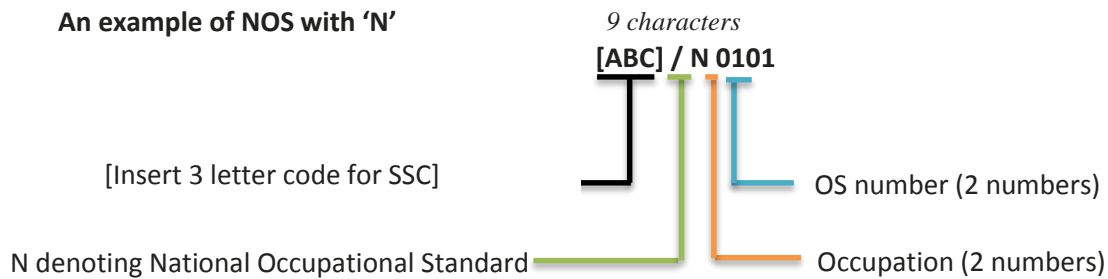 An example of NOS with ‘N’
9 characters
[ABC] / N 0101
[Insert 3 letter code for SSC]
OS number (2 numbers)
N denoting National Occupational Standard
Occupation (2 numbers)